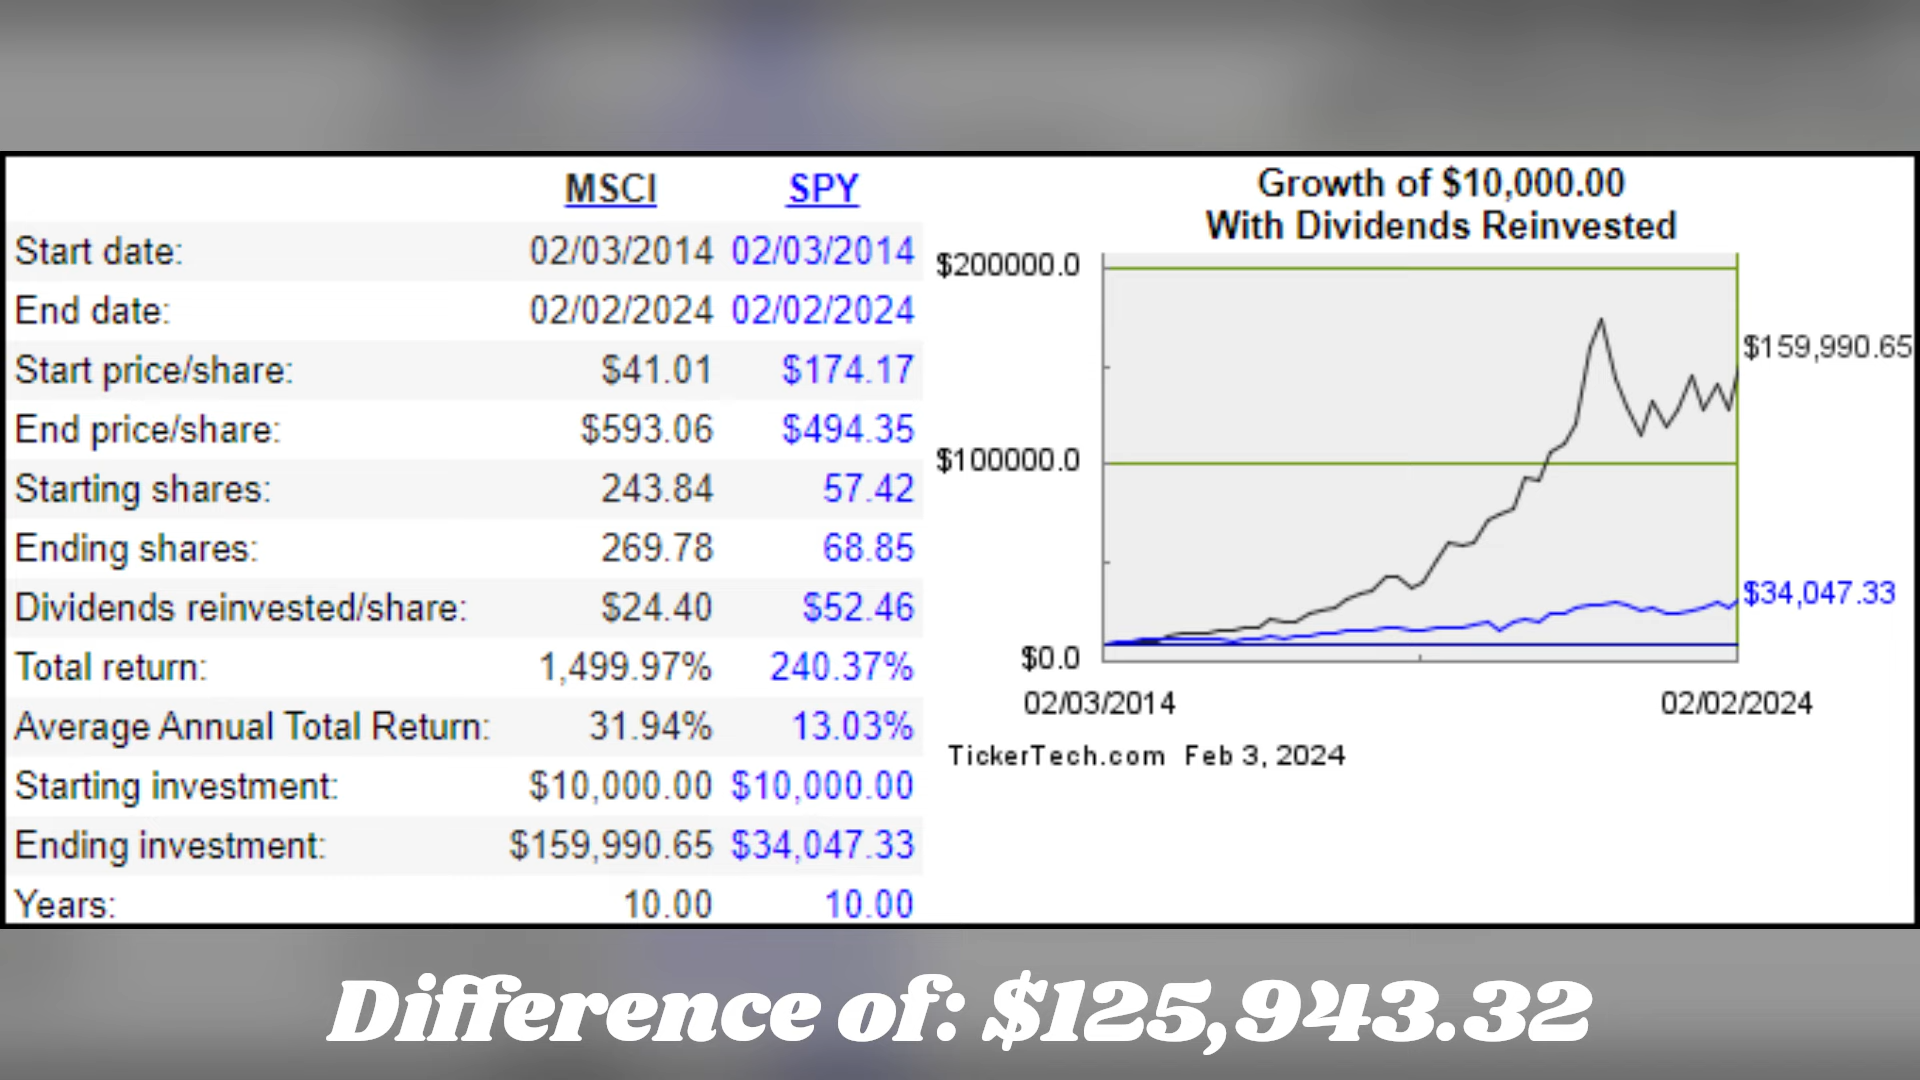 MSCI SPY
Start date: 02/03/2014 02/03/2014
End date: 02/02/2024 02/02/2024
Start price/share: $41.01 $174.17
End price/share: $593.06 $494.35
Starting shares: 243.84 57.42
Ending shares: 269.78 68.85
Dividends reinvested/share: $24.40 $52.46
Total return: 1,499.97% 240.37%
Average Annual Total Return: 31.94% 13.03%
Starting investment: $10,000.00 $10,000.00
Ending investment: $159,990.65 $34,047.33
Years: 10.00 10.00
Growth of $10,000.00
With Dividends Reinvested
$200000.0
$159,990.65
$100000.0
$34,047.33
$0.0
02/03/2014 02/02/2024
TickerTech.com Feb 3, 2024
Difference of: $125,943.32